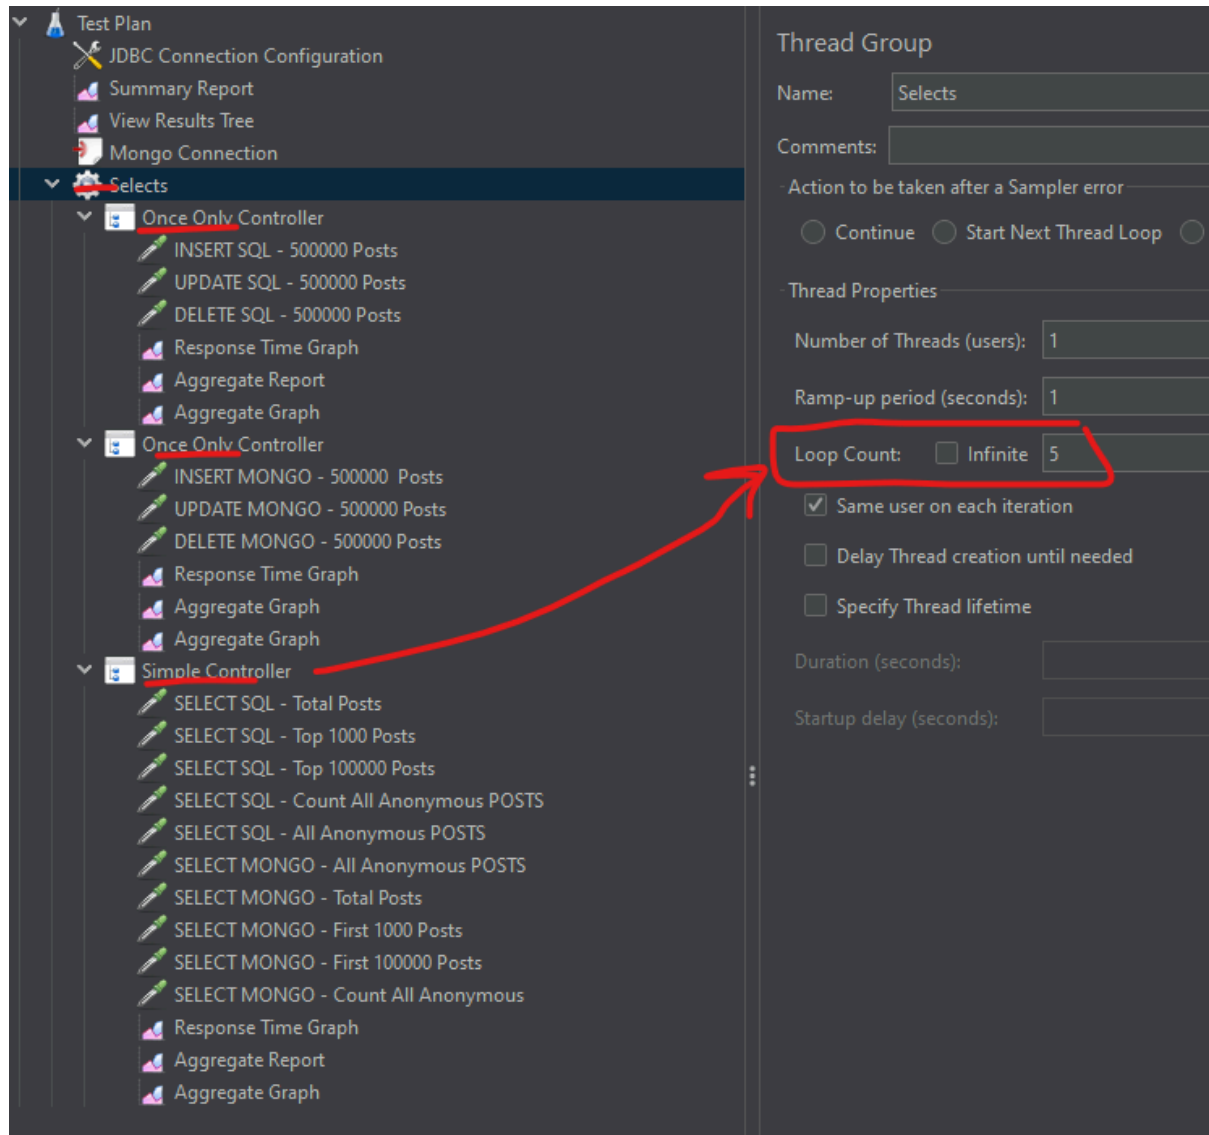 Test Plan
JDBC Connection Configuration
Summary Report
View Results Tree
Mongo Connection
Selects
Once Only Controller
INSERT SQL - 500000 Posts
UPDATE SQL - 500000 Posts
DELETE SQL - 500000 Posts
Response Time Graph
Aggregate Report
Aggregate Graph
Once Only Controller
INSERT MONGO - 500000  Posts
UPDATE MONGO - 500000 Posts
DELETE MONGO - 500000 Posts
Response Time Graph
Aggregate Graph
Aggregate Graph
Simple Controller
SELECT SQL - Total Posts
SELECT SQL - Top 1000 Posts
SELECT SQL - Top 100000 Posts
SELECT SQL - Count All Anonymous POSTS
SELECT SQL - All Anonymous POSTS
SELECT MONGO - All Anonymous POSTS
SELECT MONGO - Total Posts
SELECT MONGO - First 1000 Posts
SELECT MONGO - First 100000 Posts
SELECT MONGO - Count All Anonymous
Response Time Graph
Aggregate Report
Aggregate Graph
Thread Group
Name: Selects
Comments:
Action to be taken after a Sampler error
Continue Start Next Thread Loop
Thread Properties
Number of Threads (users): 1
Ramp-up period (seconds): 1
Loop Count: Infinite 5
Same user on each iteration
Delay Thread creation until needed
Specify Thread lifetime
Duration (seconds):
Startup delay (seconds):